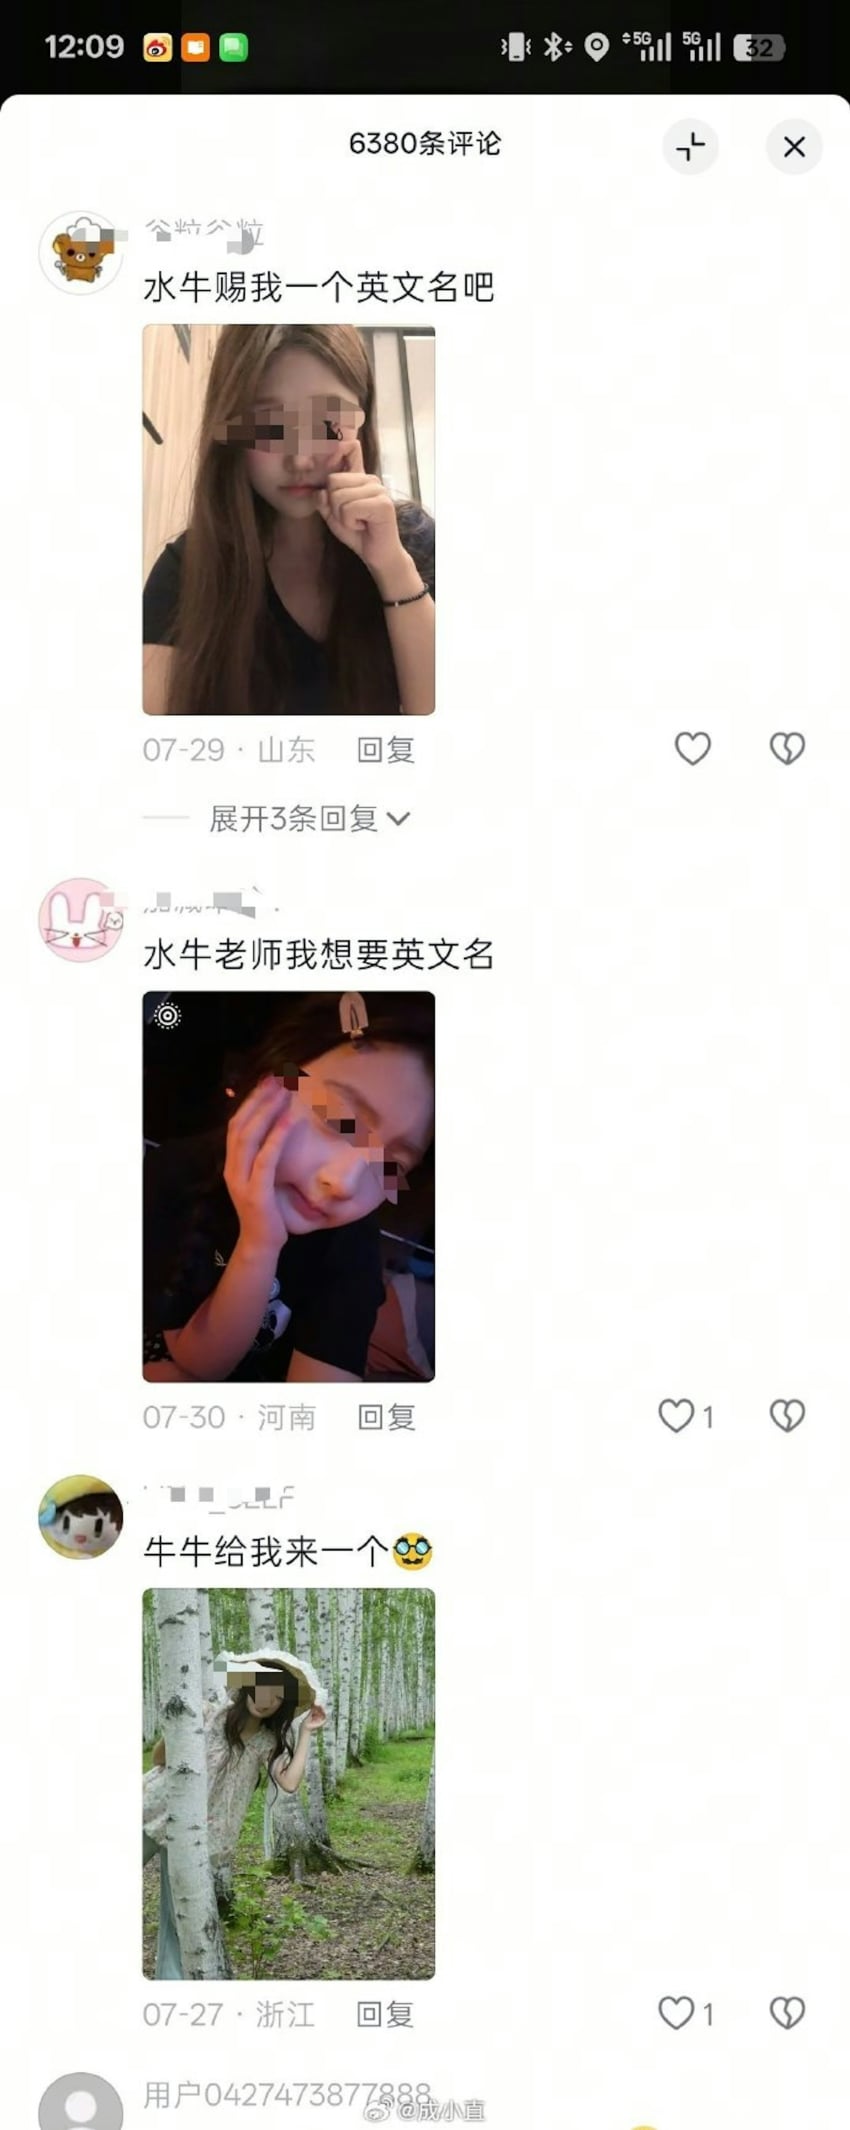 12:09
5G
5G
32
6380条评论
水牛赐我一个英文名吧
07-29 · 山东 回复
展开3条回复
水牛老师我想要英文名
07-30 · 河南 回复
1
牛牛给我来一个
07-27 · 浙江 回复
1
用户0427473877888
@成小直